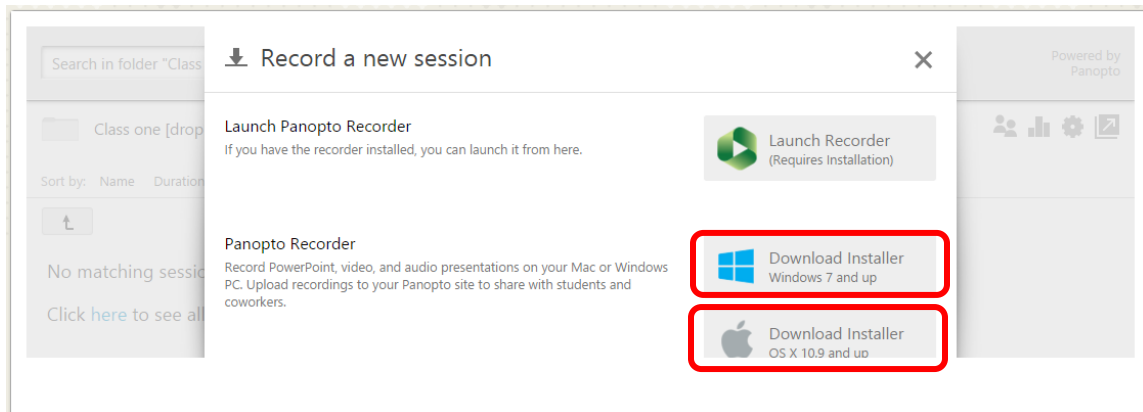 Search in folder "Class
Record a new session
Powered by
Panopto
Class one [drop
Launch Panopto Recorder
If you have the recorder installed, you can launch it from here.
Launch Recorder
(Requires Installation)
Sort by: Name Duration
Panopto Recorder
Record PowerPoint, video, and audio presentations on your Mac or Windows
PC. Upload recordings to your Panopto site to share with students and
coworkers.
Download Installer
Windows 7 and up
No matching sessio
Click here to see all
Download Installer
OS X 10.9 and up